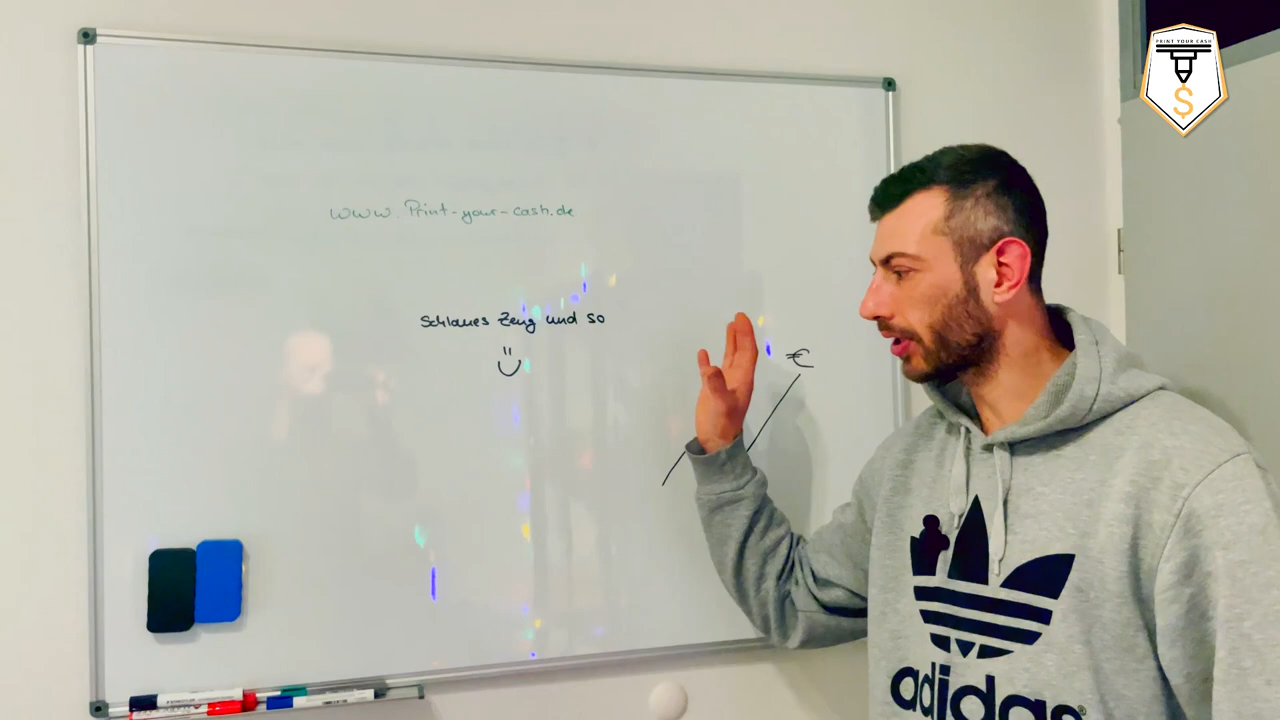 PRINT YOUR CASH
$
www.Print-your-cash.de
Schlaues Zeug und so
€
adidas®